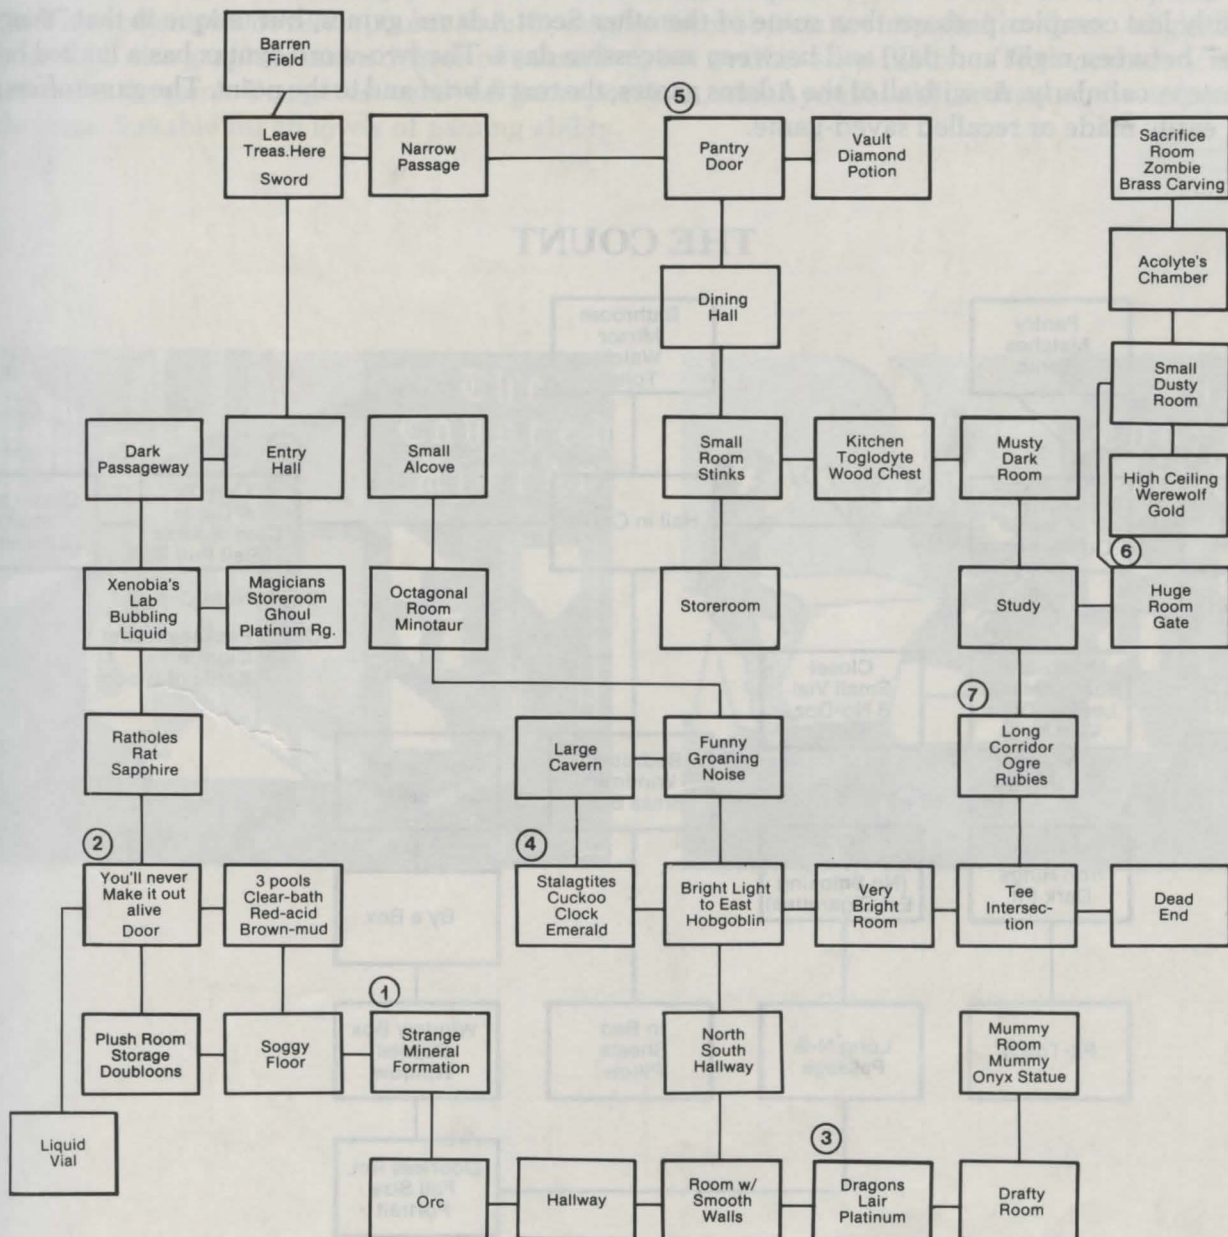 Barren
Field
Leave
Treas.Here
Sword
Narrow
Passage
5
Pantry
Door
Vault
Diamond
Potion
Sacrifice
Room
Zombie
Brass Carving
Acolyte's
Chamber
Dining
Hall
Small
Dusty
Room
Dark
Passageway
Entry
Hall
Small
Alcove
Small
Room
Stinks
Kitchen
Toglodyte
Wood Chest
Musty
Dark
Room
High Ceiling
Werewolf
Gold
6
Xenobia's
Lab
Bubbling
Liquid
Magicians
Storeroom
Ghoul
Platinum Rg.
Octagonal
Room
Minotaur
Storeroom
Study
Huge
Room
Gate
7
Ratholes
Rat
Sapphire
Large
Cavern
Funny
Groaning
Noise
Long
Corridor
Ogre
Rubies
2
You'll never
Make it out
alive
Door
3 pools
Clear-bath
Red-acid
Brown-mud
4
Stalagtites
Cuckoo
Clock
Emerald
Bright Light
to East
Hobgoblin
Very
Bright
Room
Tee
Intersec-
tion
Dead
End
1
Plush Room
Storage
Doubloons
Soggy
Floor
Strange
Mineral
Formation
North
South
Hallway
Mummy
Room
Mummy
Onyx Statue
Liquid
Vial
Orc
Hallway
Room w/
Smooth
Walls
3
Dragons
Lair
Platinum
Drafty
Room